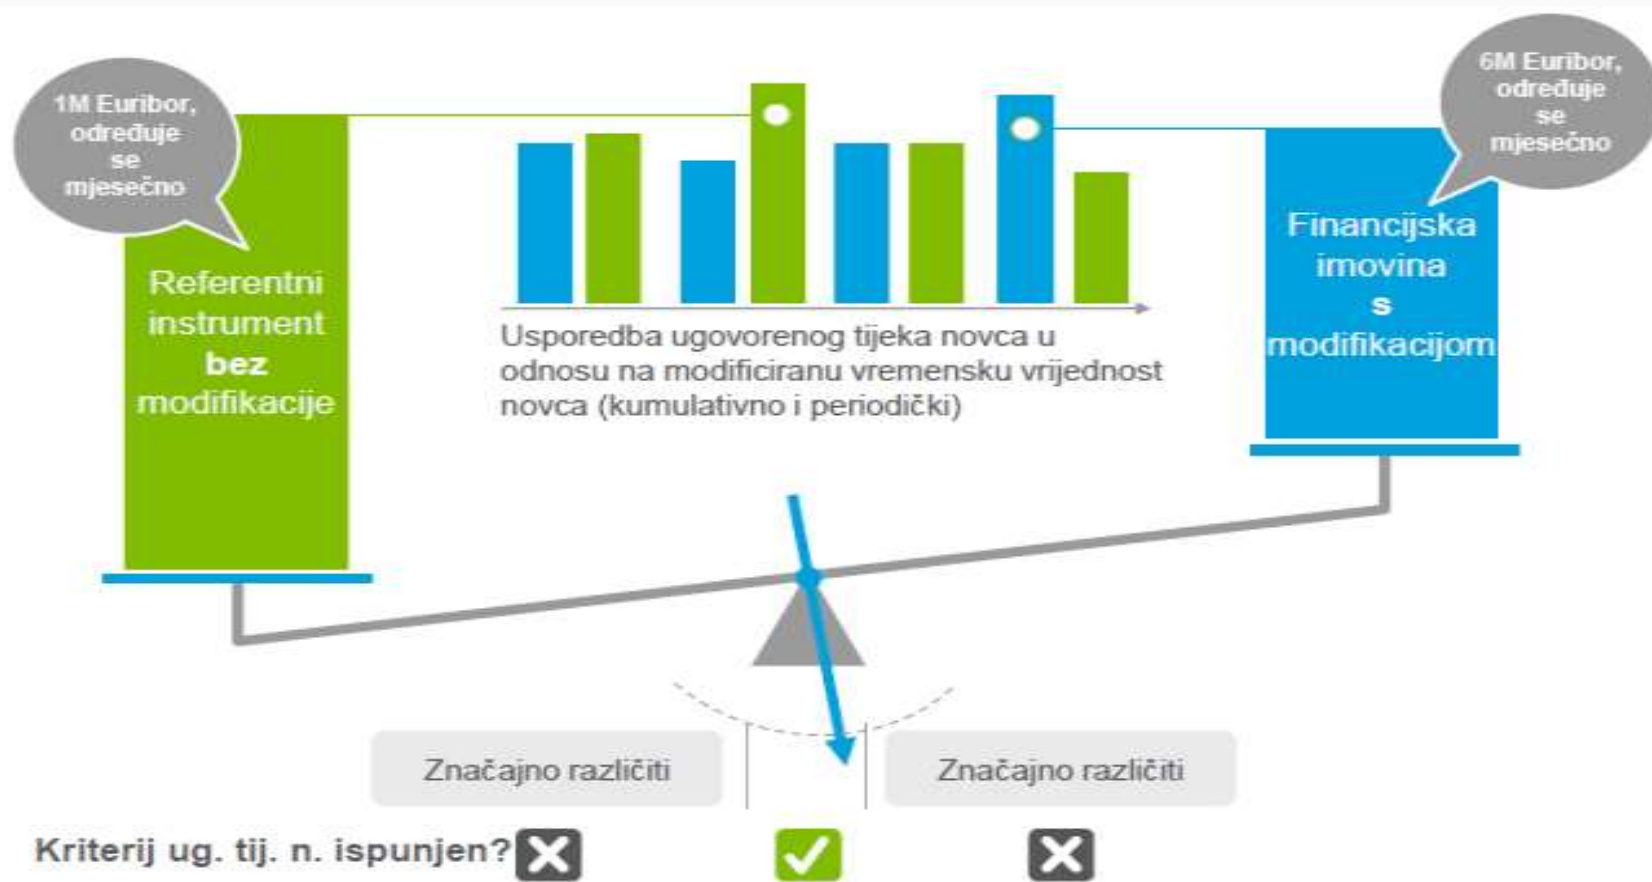 1M Euribor,
određuje
se
mjesečno
6M Euribor,
određuje
se
mjesečno
Referentni
instrument
bez
modifikacije
Financijska
imovina
s
modifikacijom
Usporedba ugovorenog tijeka novca u
odnosu na modificiranu vremensku vrijednost
novca (kumulativno i periodički)
Značajno različiti
Značajno različiti
Kriterij ug. tij. n. ispunjen?